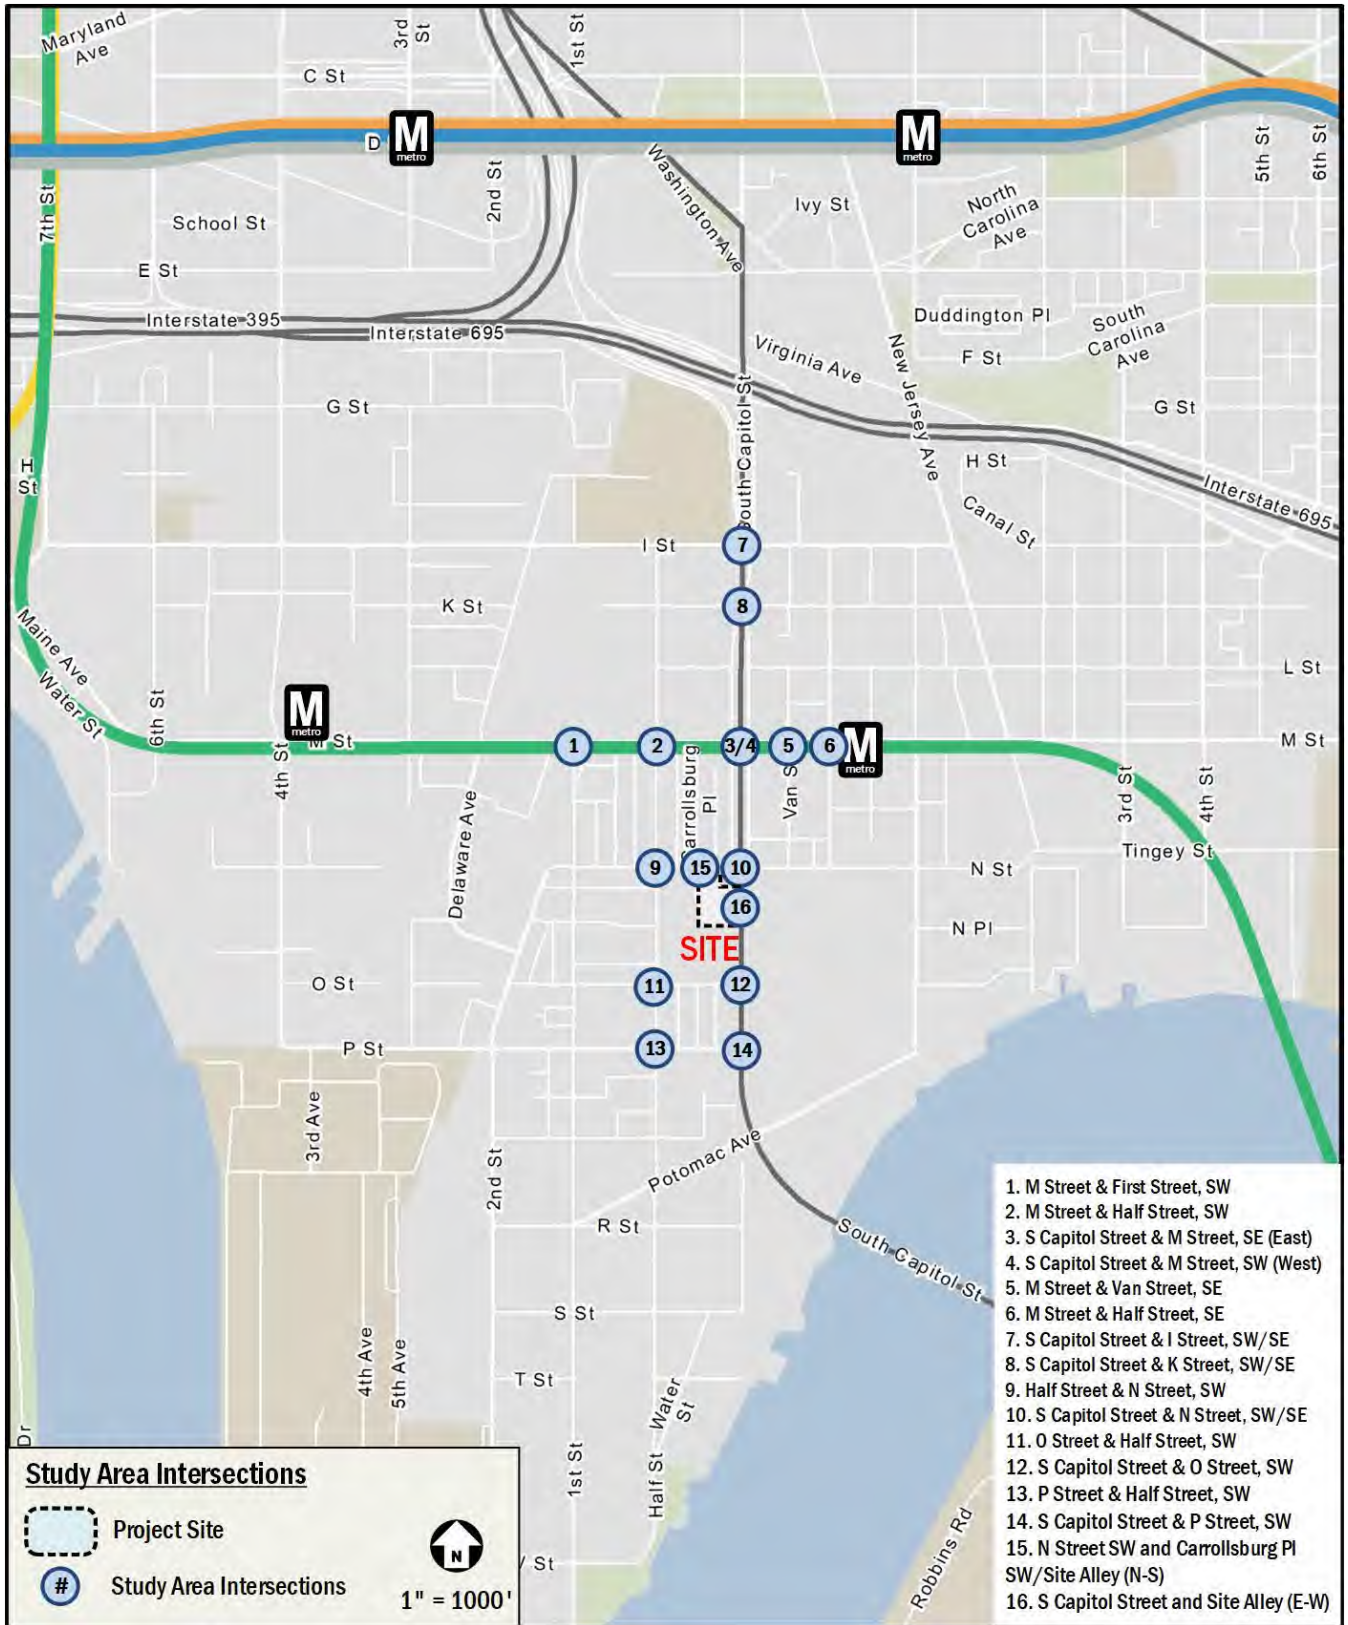 Maryland
Ave
3rd
St
1st St
C St
D
M
metro
M
metro
5th St
6th St
2nd St
7th St
Washington Ave
Ivy St
North
Carolina
Ave
School St
E St
Interstate 395
Interstate 695
Duddington Pl
South
Carolina
Ave
F St
Virginia Ave
New Jersey Ave
South Capitol St
G St
G St
H
St
H St
Canal St
Interstate 695
I St
7
K St
8
Maine Ave
Water St
L St
6th St
M
metro
M St
4th St
1
2
3/4
5
6
M
metro
M St
Carrollsburg
Pl
Van S
3rd St
4th St
Delaware Ave
Tingey St
9
15
10
N St
16
N Pl
SITE
O St
11
12
P St
13
14
3rd Ave
2nd St
Potomac Ave
R St
South Capitol St
S St
4th Ave
5th Ave
T St
Water
St
1st St
Half St
Robbins Rd
Dr
St
Study Area Intersections
Project Site
# Study Area Intersections
N
1" = 1000'
1. M Street & First Street, SW
2. M Street & Half Street, SW
3. S Capitol Street & M Street, SE (East)
4. S Capitol Street & M Street, SW (West)
5. M Street & Van Street, SE
6. M Street & Half Street, SE
7. S Capitol Street & I Street, SW/SE
8. S Capitol Street & K Street, SW/SE
9. Half Street & N Street, SW
10. S Capitol Street & N Street, SW/SE
11. O Street & Half Street, SW
12. S Capitol Street & O Street, SW
13. P Street & Half Street, SW
14. S Capitol Street & P Street, SW
15. N Street SW and Carrollsburg Pl
SW/Site Alley (N-S)
16. S Capitol Street and Site Alley (E-W)